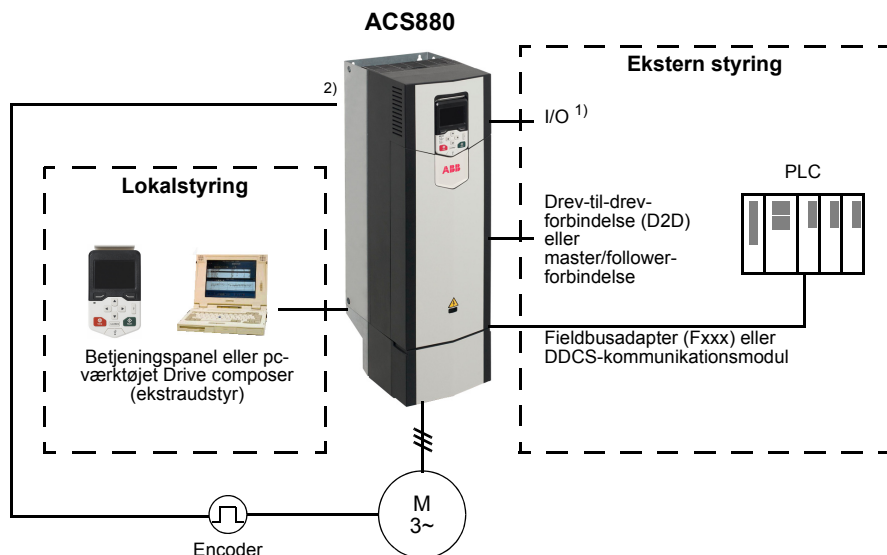 ACS880
2)
Ekstern styring
I/O 1)
ABB
PLC
Lokalstyring
Drev-til-drev-
forbindelse (D2D)
eller
master/follower-
forbindelse
Fieldbusadapter (Fxxx) eller
DDCS-kommunikationsmodul
Betjeningspanel eller pc-
værktøjet Drive composer
(ekstraudstyr)
M
3~
Encoder